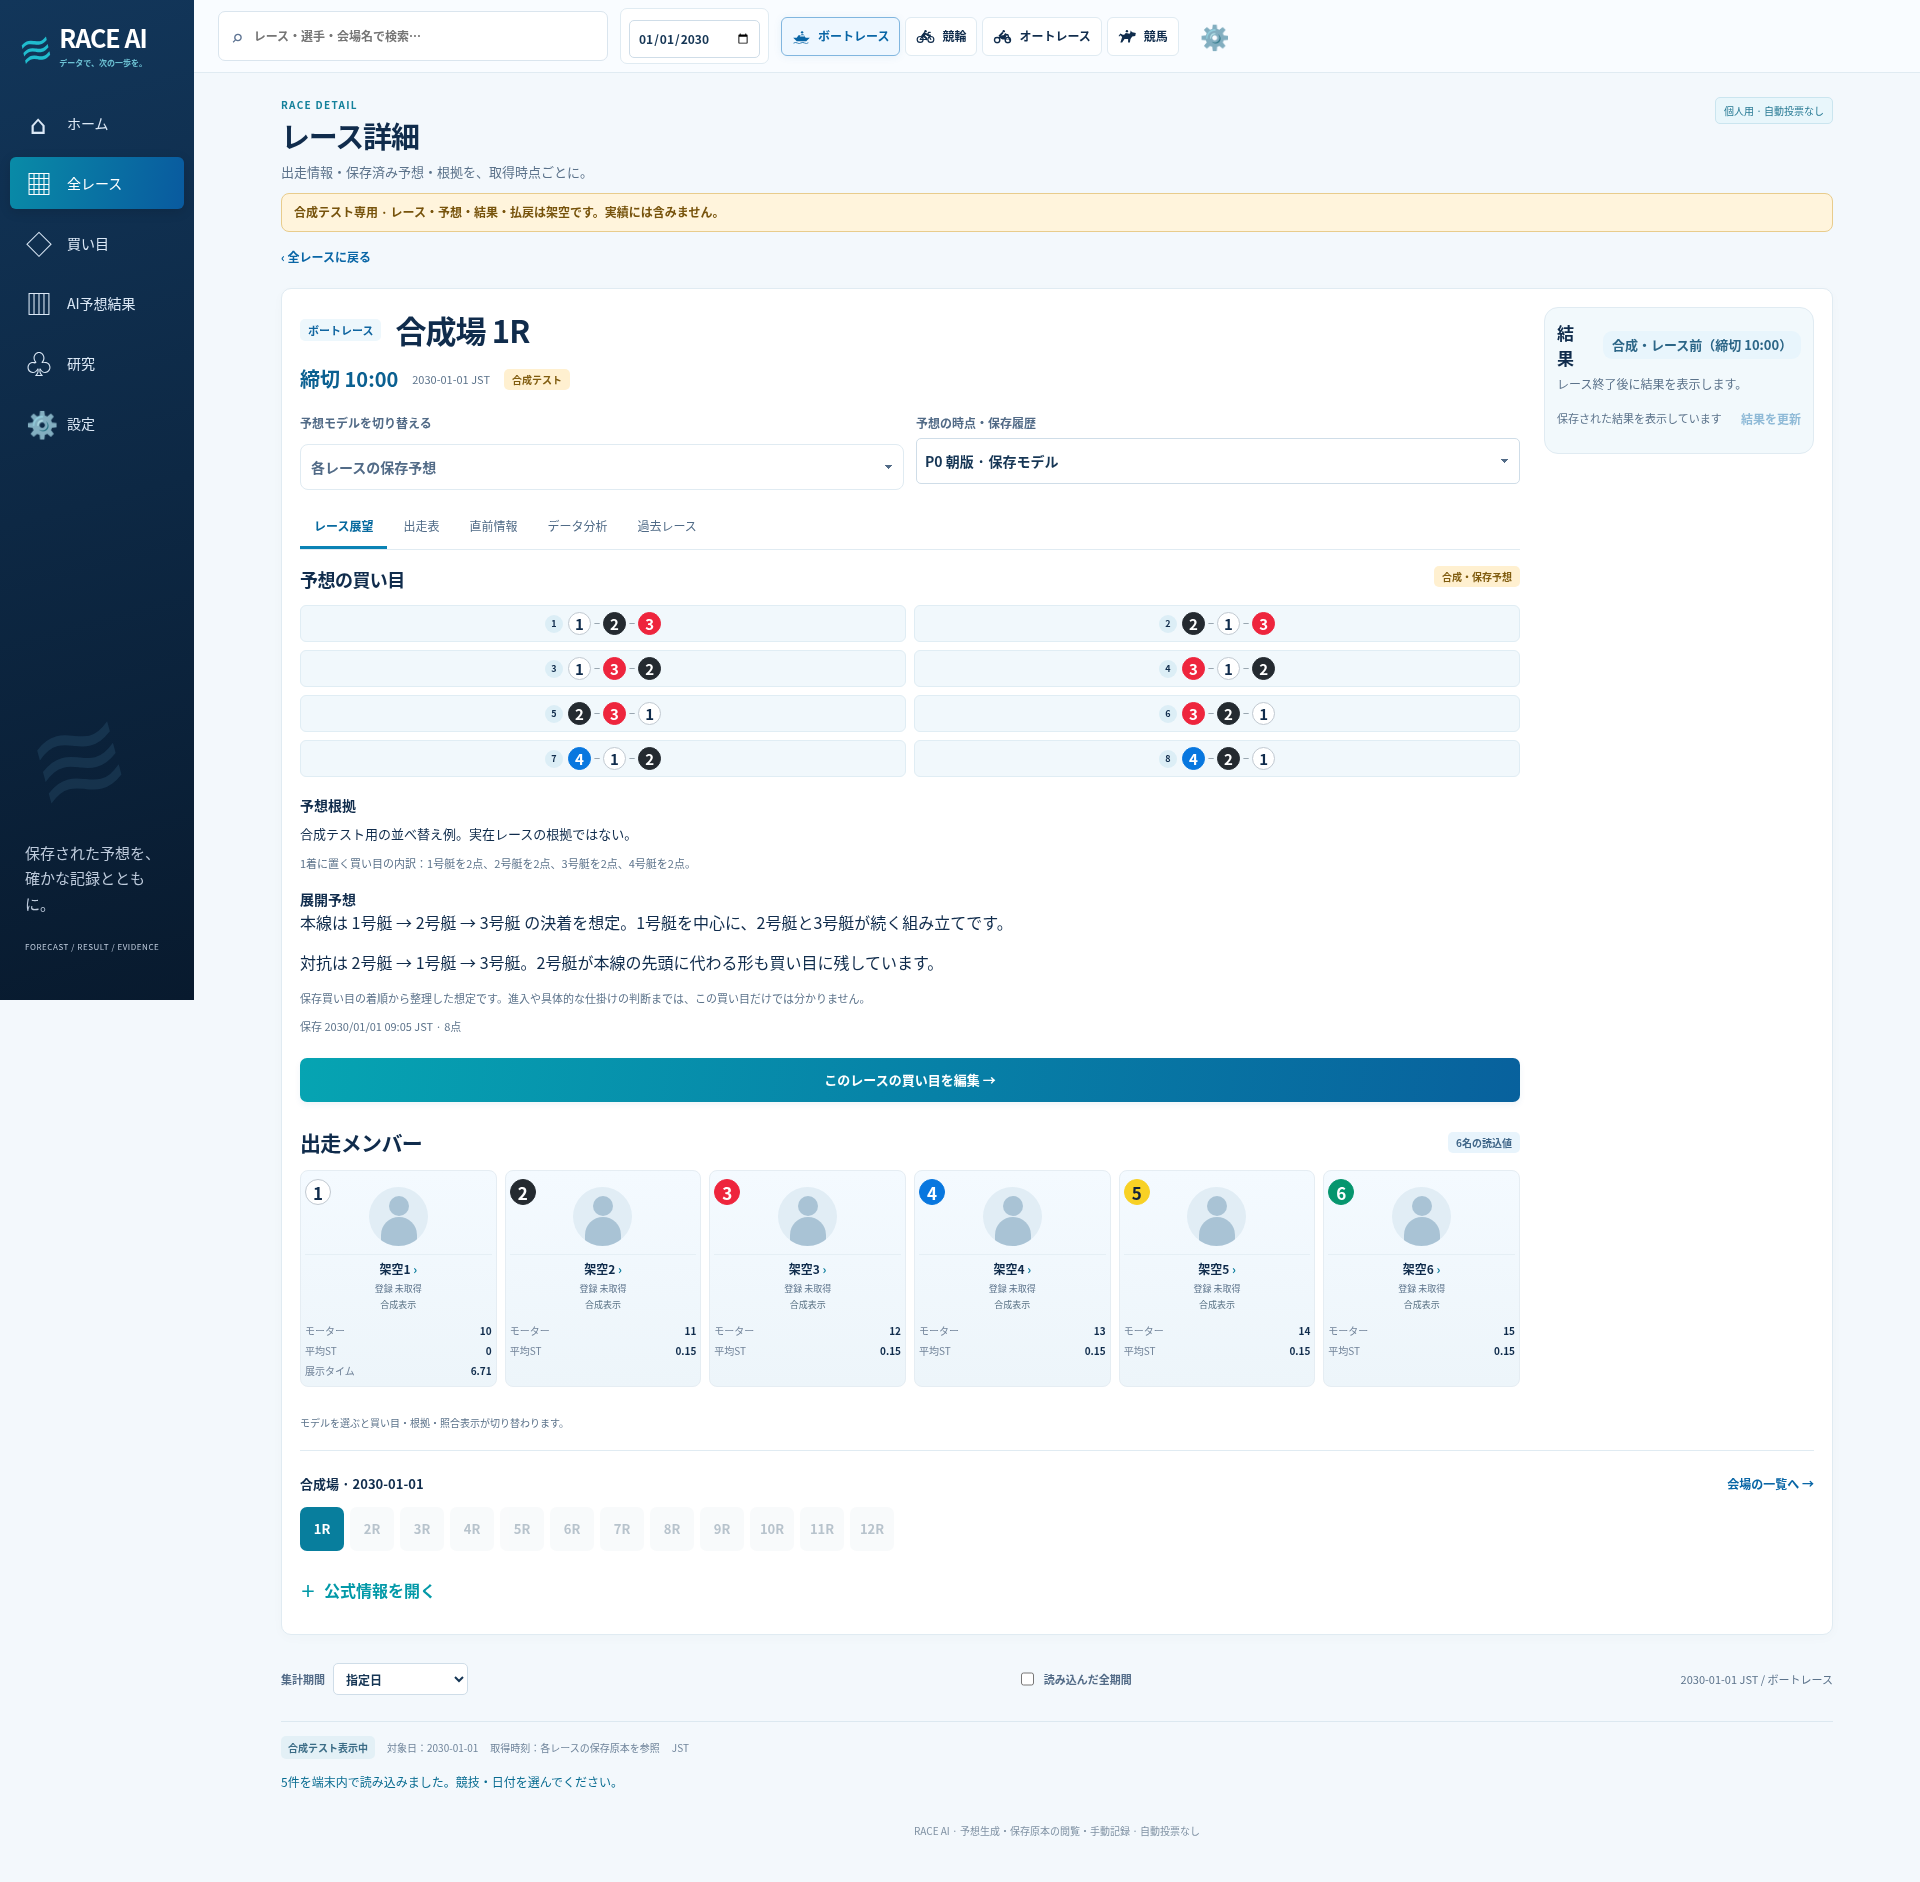 RACE AI
データで、次の一歩を。
ホーム
全レース
買い目
AI予想結果
研究
設定
保存された予想を、
確かな記録ととも
に。
FORECAST / RESULT / EVIDENCE
レース・選手・会場名で検索…
01/01/2030
ボートレース
競輪
オートレース
競馬
RACE DETAIL
レース詳細
出走情報・保存済み予想・根拠を、取得時点ごとに。
個人用・自動投票なし
合成テスト専用・レース・予想・結果・払戻は架空です。実績には含みません。
‹ 全レースに戻る
ボートレース 合成場 1R
締切 10:00 2030-01-01 JST 合成テスト
予想モデルを切り替える
各レースの保存予想
予想の時点・保存履歴
P0 朝版・保存モデル
レース展望 出走表 直前情報 データ分析 過去レース
予想の買い目
合成・保存予想
1 1–2–3
2 2–1–3
3 1–3–2
4 3–1–2
5 2–3–1
6 3–2–1
7 4–1–2
8 4–2–1
予想根拠
合成テスト用の並べ替え例。実在レースの根拠ではない。
1着に置く買い目の内訳：1号艇を2点、2号艇を2点、3号艇を2点、4号艇を2点。
展開予想
本線は 1号艇 → 2号艇 → 3号艇 の決着を想定。1号艇を中心に、2号艇と3号艇が続く組み立てです。
対抗は 2号艇 → 1号艇 → 3号艇。2号艇が本線の先頭に代わる形も買い目に残しています。
保存買い目の着順から整理した想定です。進入や具体的な仕掛けの判断までは、この買い目だけでは分かりません。
保存 2030/01/01 09:05 JST · 8点
このレースの買い目を編集 →
結
果
合成・レース前（締切 10:00）
レース終了後に結果を表示します。
保存された結果を表示しています 結果を更新
出走メンバー
6名の読込値
1
架空1 ›
登録 未取得
合成表示
モーター 10
平均ST 0
展示タイム 6.71
2
架空2 ›
登録 未取得
合成表示
モーター 11
平均ST 0.15
3
架空3 ›
登録 未取得
合成表示
モーター 12
平均ST 0.15
4
架空4 ›
登録 未取得
合成表示
モーター 13
平均ST 0.15
5
架空5 ›
登録 未取得
合成表示
モーター 14
平均ST 0.15
6
架空6 ›
登録 未取得
合成表示
モーター 15
平均ST 0.15
モデルを選ぶと買い目・根拠・照合表示が切り替わります。
合成場・2030-01-01
会場の一覧へ →
1R 2R 3R 4R 5R 6R 7R 8R 9R 10R 11R 12R
＋ 公式情報を開く
集計期間 指定日
読み込んだ全期間
2030-01-01 JST / ボートレース
合成テスト表示中 対象日：2030-01-01 取得時刻：各レースの保存原本を参照 JST
5件を端末内で読み込みました。競技・日付を選んでください。
RACE AI · 予想生成・保存原本の閲覧・手動記録・自動投票なし